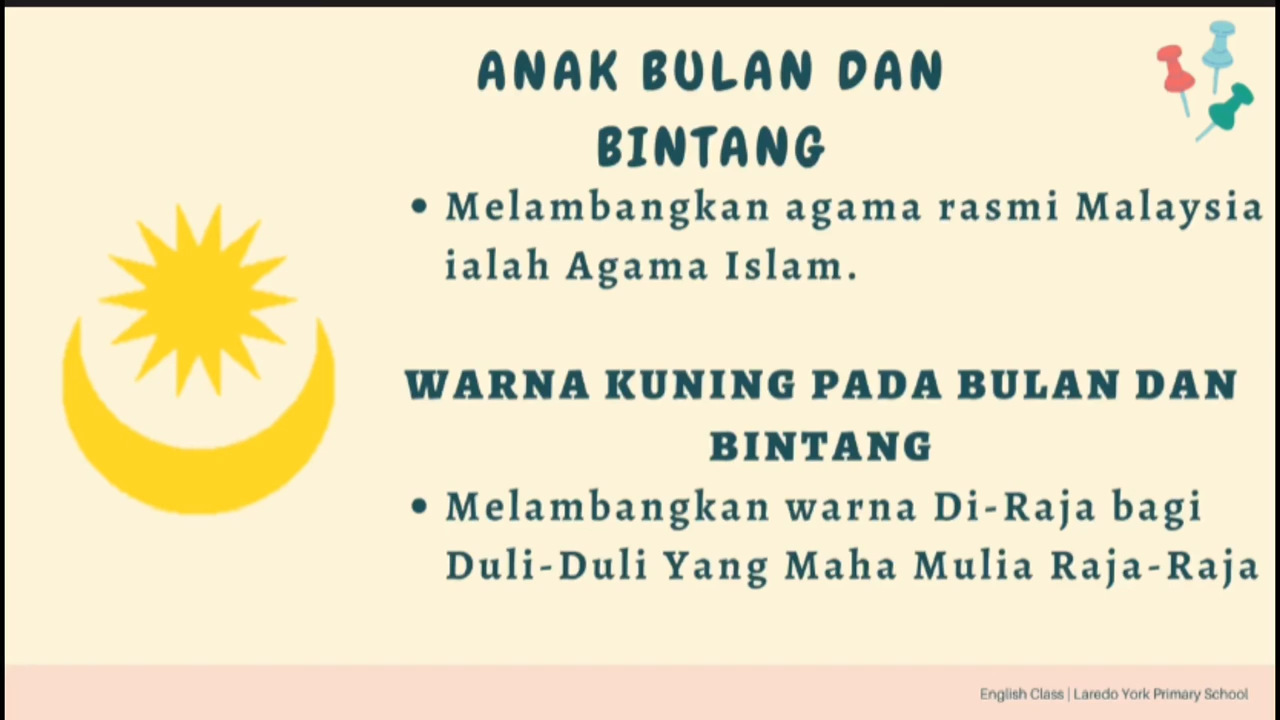 ANAK BULAN DAN
BINTANG
• Melambangkan agama rasmi Malaysia
ialah Agama Islam.
WARNA KUNING PADA BULAN DAN
BINTANG
• Melambangkan warna Di-Raja bagi
Duli-Duli Yang Maha Mulia Raja-Raja
English Class | Laredo York Primary School